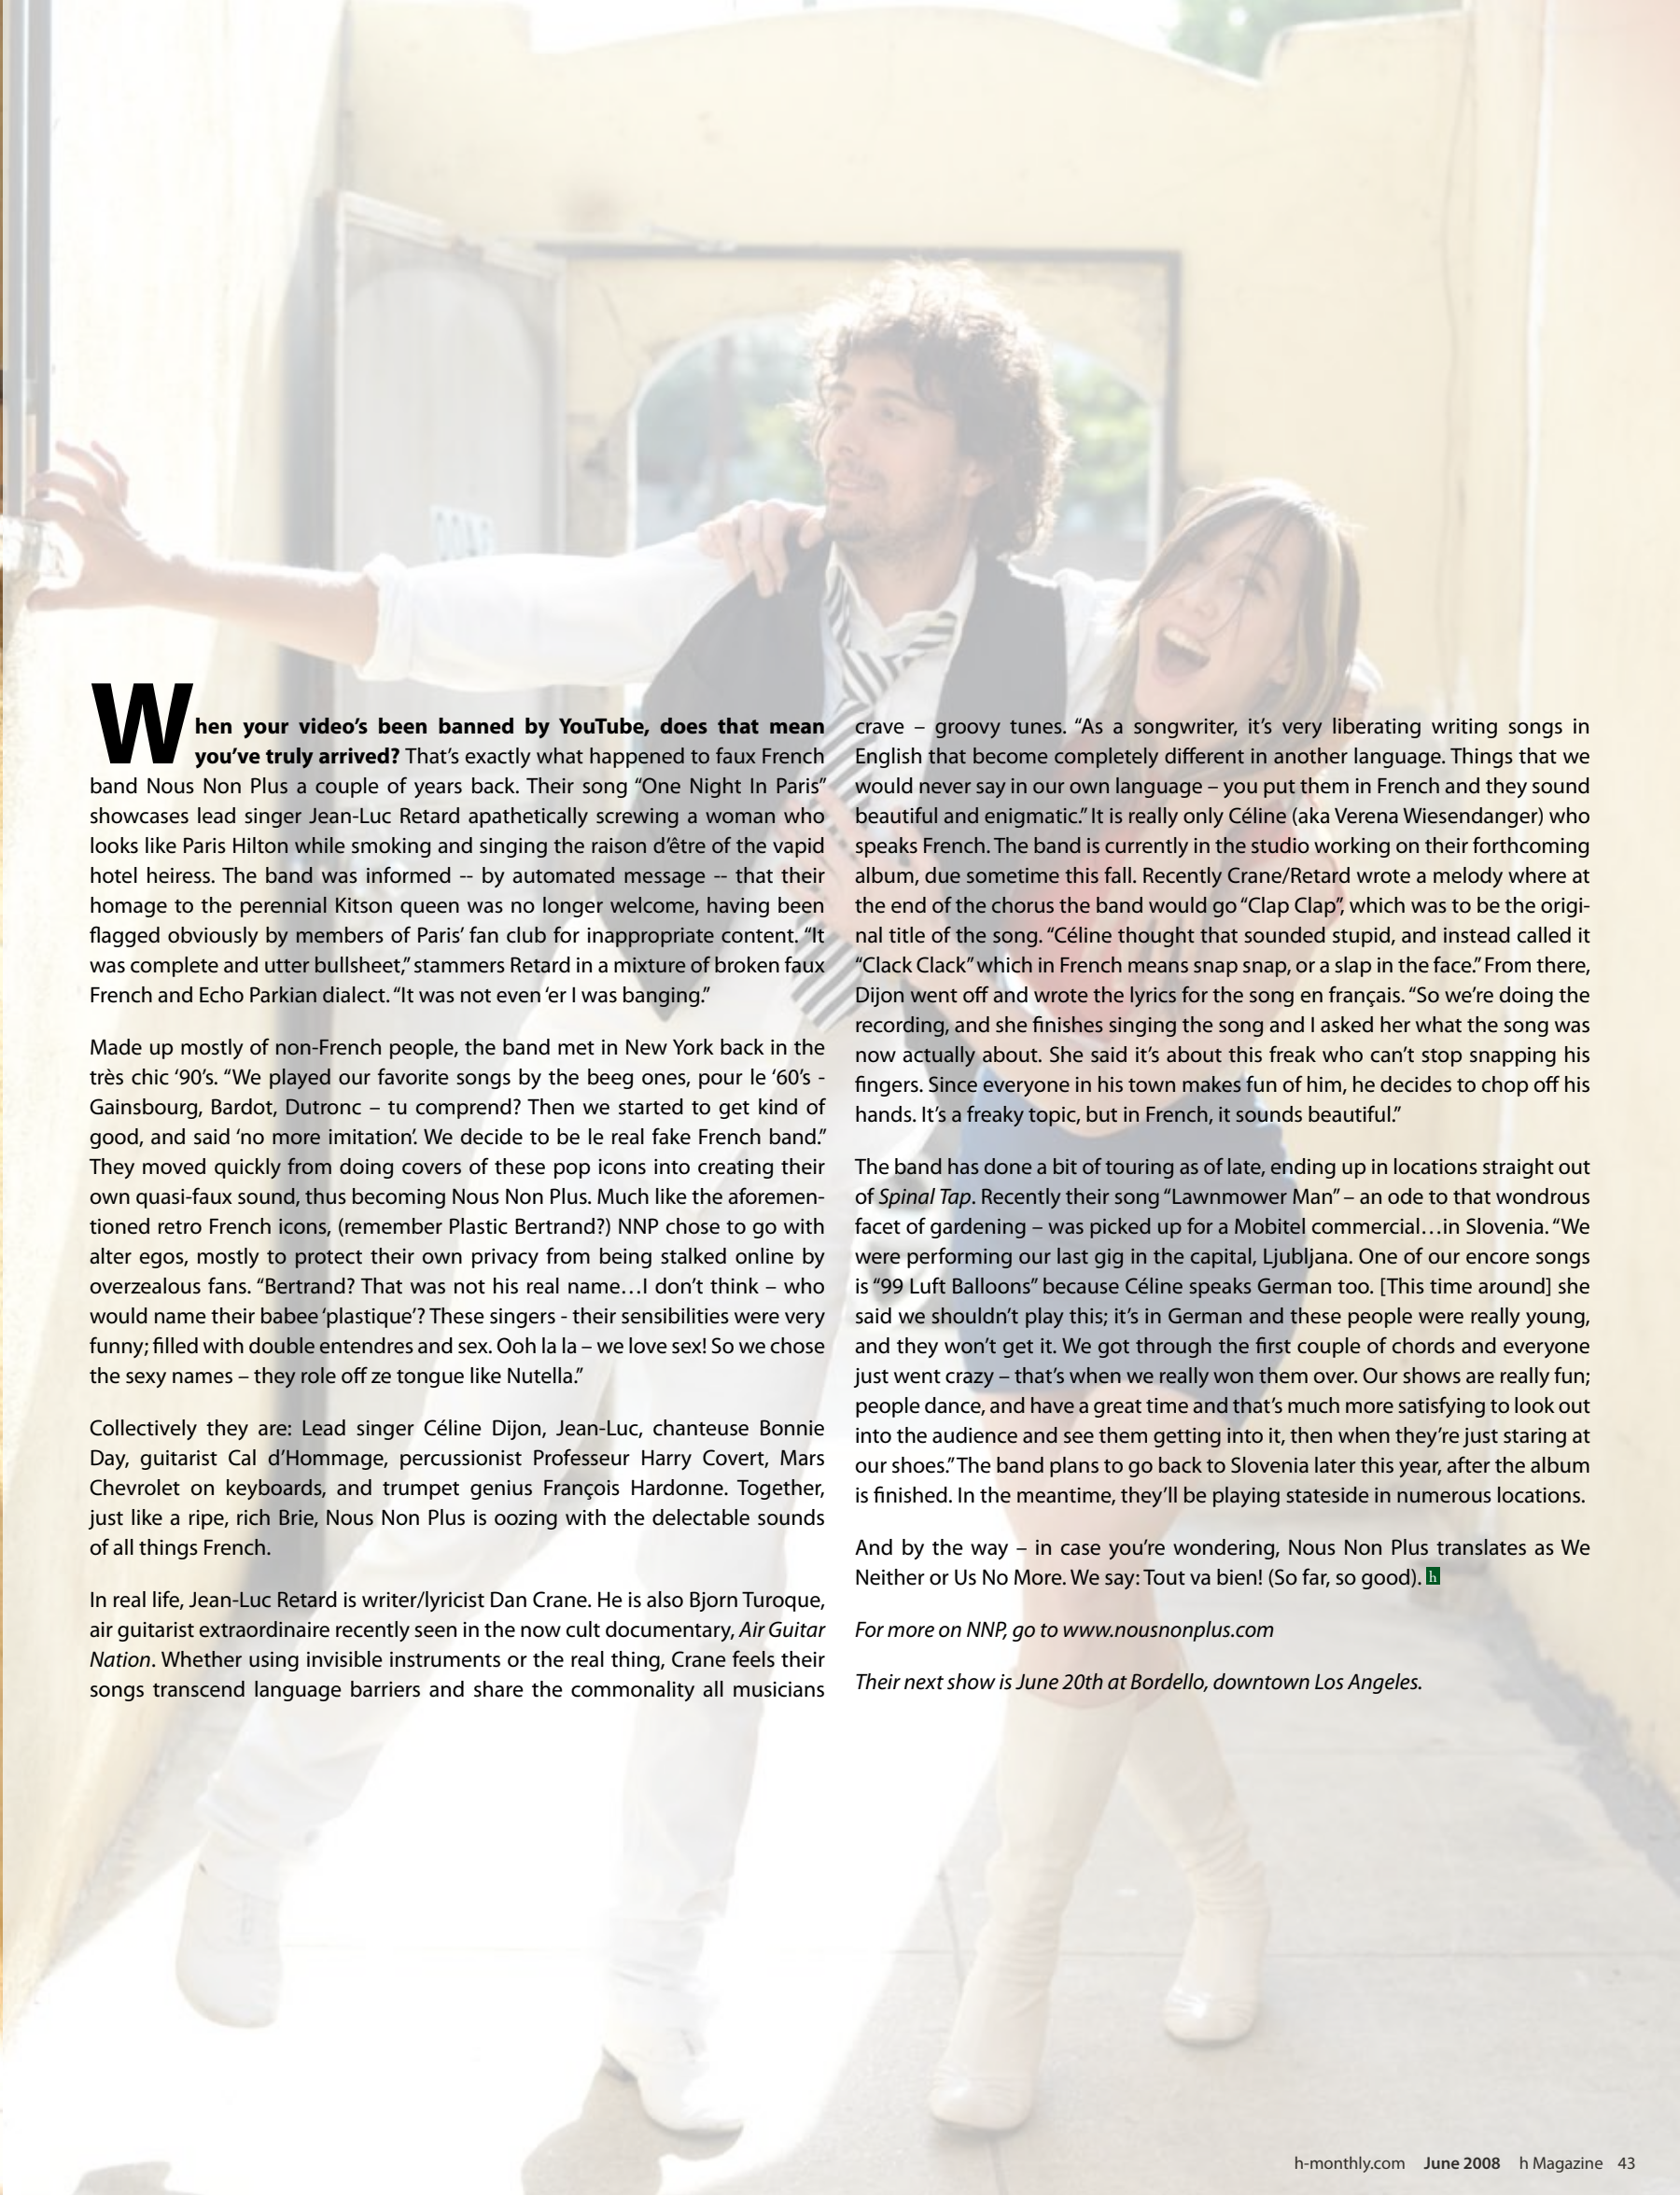 When your video’s been banned by YouTube, does that mean
you’ve truly arrived? That’s exactly what happened to faux French
band Nous Non Plus a couple of years back. Their song “One Night In Paris”
showcases lead singer Jean-Luc Retard apathetically screwing a woman who
looks like Paris Hilton while smoking and singing the raison d’être of the vapid
hotel heiress. The band was informed -- by automated message -- that their
homage to the perennial Kitson queen was no longer welcome, having been
flagged obviously by members of Paris’ fan club for inappropriate content. “It
was complete and utter bullsheet,” stammers Retard in a mixture of broken faux
French and Echo Parkian dialect. “It was not even ‘er I was banging.”
Made up mostly of non-French people, the band met in New York back in the
très chic ‘90’s. “We played our favorite songs by the beeg ones, pour le ‘60’s -
Gainsbourg, Bardot, Dutronc – tu comprend? Then we started to get kind of
good, and said ‘no more imitation’. We decide to be le real fake French band.”
They moved quickly from doing covers of these pop icons into creating their
own quasi-faux sound, thus becoming Nous Non Plus. Much like the aforemen-
tioned retro French icons, (remember Plastic Bertrand?) NNP chose to go with
alter egos, mostly to protect their own privacy from being stalked online by
overzealous fans. “Bertrand? That was not his real name…I don’t think – who
would name their babee ‘plastique’? These singers - their sensibilities were very
funny; filled with double entendres and sex. Ooh la la – we love sex! So we chose
the sexy names – they role off ze tongue like Nutella.”
Collectively they are: Lead singer Céline Dijon, Jean-Luc, chanteuse Bonnie
Day, guitarist Cal d’Hommage, percussionist Professeur Harry Covert, Mars
Chevrolet on keyboards, and trumpet genius François Hardonne. Together,
just like a ripe, rich Brie, Nous Non Plus is oozing with the delectable sounds
of all things French.
In real life, Jean-Luc Retard is writer/lyricist Dan Crane. He is also Bjorn Turoque,
air guitarist extraordinaire recently seen in the now cult documentary, Air Guitar
Nation. Whether using invisible instruments or the real thing, Crane feels their
songs transcend language barriers and share the commonality all musicians
crave – groovy tunes. “As a songwriter, it’s very liberating writing songs in
English that become completely different in another language. Things that we
would never say in our own language – you put them in French and they sound
beautiful and enigmatic.” It is really only Céline (aka Verena Wiesendanger) who
speaks French. The band is currently in the studio working on their forthcoming
album, due sometime this fall. Recently Crane/Retard wrote a melody where at
the end of the chorus the band would go “Clap Clap”, which was to be the origi-
nal title of the song. “Céline thought that sounded stupid, and instead called it
“Clack Clack” which in French means snap snap, or a slap in the face.” From there,
Dijon went off and wrote the lyrics for the song en français. “So we’re doing the
recording, and she finishes singing the song and I asked her what the song was
now actually about. She said it’s about this freak who can’t stop snapping his
fingers. Since everyone in his town makes fun of him, he decides to chop off his
hands. It’s a freaky topic, but in French, it sounds beautiful.”
The band has done a bit of touring as of late, ending up in locations straight out
of Spinal Tap. Recently their song “Lawnmower Man” – an ode to that wondrous
facet of gardening – was picked up for a Mobitel commercial…in Slovenia. “We
were performing our last gig in the capital, Ljubljana. One of our encore songs
is “99 Luft Balloons” because Céline speaks German too. [This time around] she
said we shouldn’t play this; it’s in German and these people were really young,
and they won’t get it. We got through the first couple of chords and everyone
just went crazy – that’s when we really won them over. Our shows are really fun;
people dance, and have a great time and that’s much more satisfying to look out
into the audience and see them getting into it, then when they’re just staring at
our shoes.” The band plans to go back to Slovenia later this year, after the album
is finished. In the meantime, they’ll be playing stateside in numerous locations.
And by the way – in case you’re wondering, Nous Non Plus translates as We
Neither or Us No More. We say: Tout va bien! (So far, so good). h
For more on NNP, go to www.nousnonplus.com
Their next show is June 20th at Bordello, downtown Los Angeles.
h-monthly.com June 2008 h Magazine 43